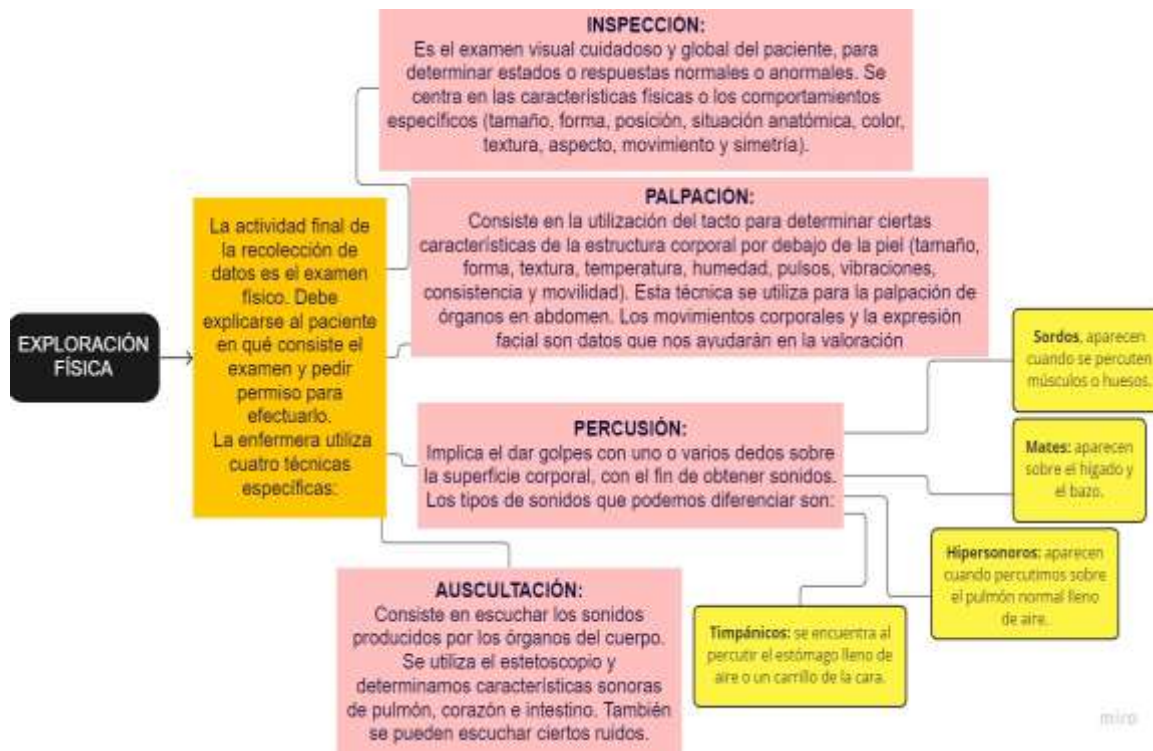 EXPLORACIÓN
FÍSICA
La actividad final de
la recolección de
datos es el examen
físico. Debe
explicarse al paciente
en qué consiste el
examen y pedir
permiso para
efectuarlo.
La enfermera utiliza
cuatro técnicas
específicas:
INSPECCIÓN:
Es el examen visual cuidadoso y global del paciente, para
determinar estados o respuestas normales o anormales. Se
centra en las características físicas o los comportamientos
específicos (tamaño, forma, posición, situación anatómica, color,
textura, aspecto, movimiento y simetría).
PALPACIÓN:
Consiste en la utilización del tacto para determinar ciertas
características de la estructura corporal por debajo de la piel (tamaño,
forma, textura, temperatura, humedad, pulsos, vibraciones,
consistencia y movilidad). Esta técnica se utiliza para la palpación de
órganos en abdomen. Los movimientos corporales y la expresión
facial son datos que nos ayudarán en la valoración
PERCUSIÓN:
Implica el dar golpes con uno o varios dedos sobre
la superficie corporal, con el fin de obtener sonidos.
Los tipos de sonidos que podemos diferenciar son:
Sordos, aparecen
cuando se percuten
músculos o huesos.
Mates: aparecen
sobre el hígado y
el bazo.
Hipersonoros: aparecen
cuando percutimos sobre
el pulmón normal lleno
de aire.
Timpánicos: se encuentra al
percutir el estómago lleno de
aire o un carrillo de la cara.
AUSCULTACIÓN:
Consiste en escuchar los sonidos
producidos por los órganos del cuerpo.
Se utiliza el estetoscopio y
determinamos características sonoras
de pulmón, corazón e intestino. También
se pueden escuchar ciertos ruidos.
miro